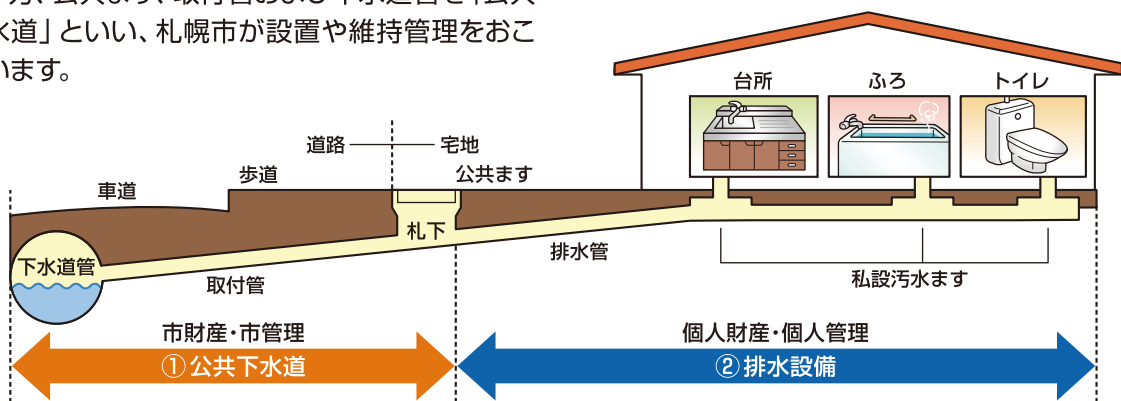 水道」といい、札幌市が設置や維持管理をおこ
います。
台所
ふろ
トイレ
道路
宅地
車道
歩道
公共ます
札下
下水道管
取付管
排水管
私設汚水ます
市財産・市管理
個人財産・個人管理
①公共下水道
②排水設備